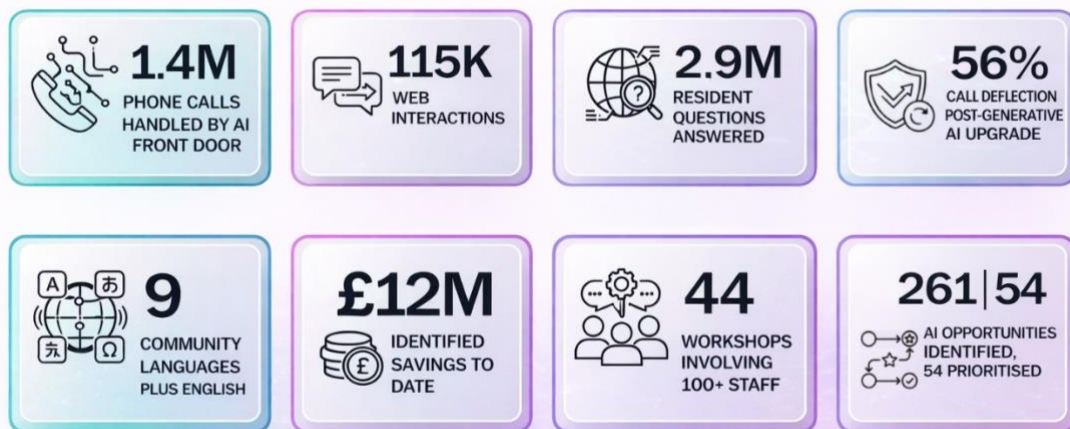 1.4M
PHONE CALLS
HANDLED BY AI
FRONT DOOR
115K
WEB
INTERACTIONS
?
2.9M
RESIDENT
QUESTIONS
ANSWERED
56%
CALL DEFLECTION
POST-GENERATIVE
AI UPGRADE
A
あ
Ω
9
COMMUNITY
LANGUAGES
PLUS ENGLISH
£12M
£
IDENTIFIED
SAVINGS TO
DATE
44
WORKSHOPS
INVOLVING
100+ STAFF
261|54
AI OPPORTUNITIES
IDENTIFIED,
54 PRIORITISED